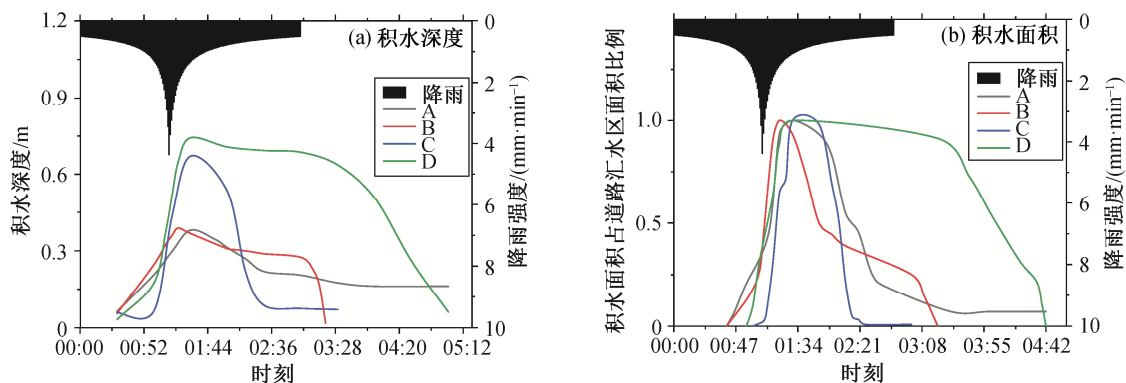 (a) 积水深度
1.2
0.9
0.6
0.3
0
积水深度/m
0
2
4
6
8
10
降雨强度/(mm·min⁻¹)
降雨
A
B
C
D
00:00 00:52 01:44 02:36 03:28 04:20 05:12
时刻
(b) 积水面积
1.0
0.5
0
积水面积占道路汇水区面积比例
0
2
4
6
8
10
降雨强度/(mm·min⁻¹)
降雨
A
B
C
D
00:00 00:47 01:34 02:21 03:08 03:55 04:42
时刻